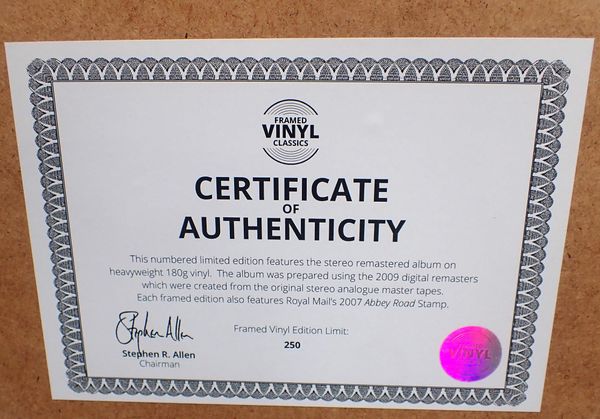 FRAMED
VINYL
CLASSICS
CERTIFICATE
OF
AUTHENTICITY
This numbered limited edition features the stereo remastered album on
heavyweight 180g vinyl. The album was prepared using the 2009 digital remasters
which were created from the original stereo analogue master tapes.
Each framed edition also features Royal Mail's 2007 Abbey Road Stamp.
Stephen Allen
Stephen R. Allen
Chairman
Framed Vinyl Edition Limit:
250
VINYL